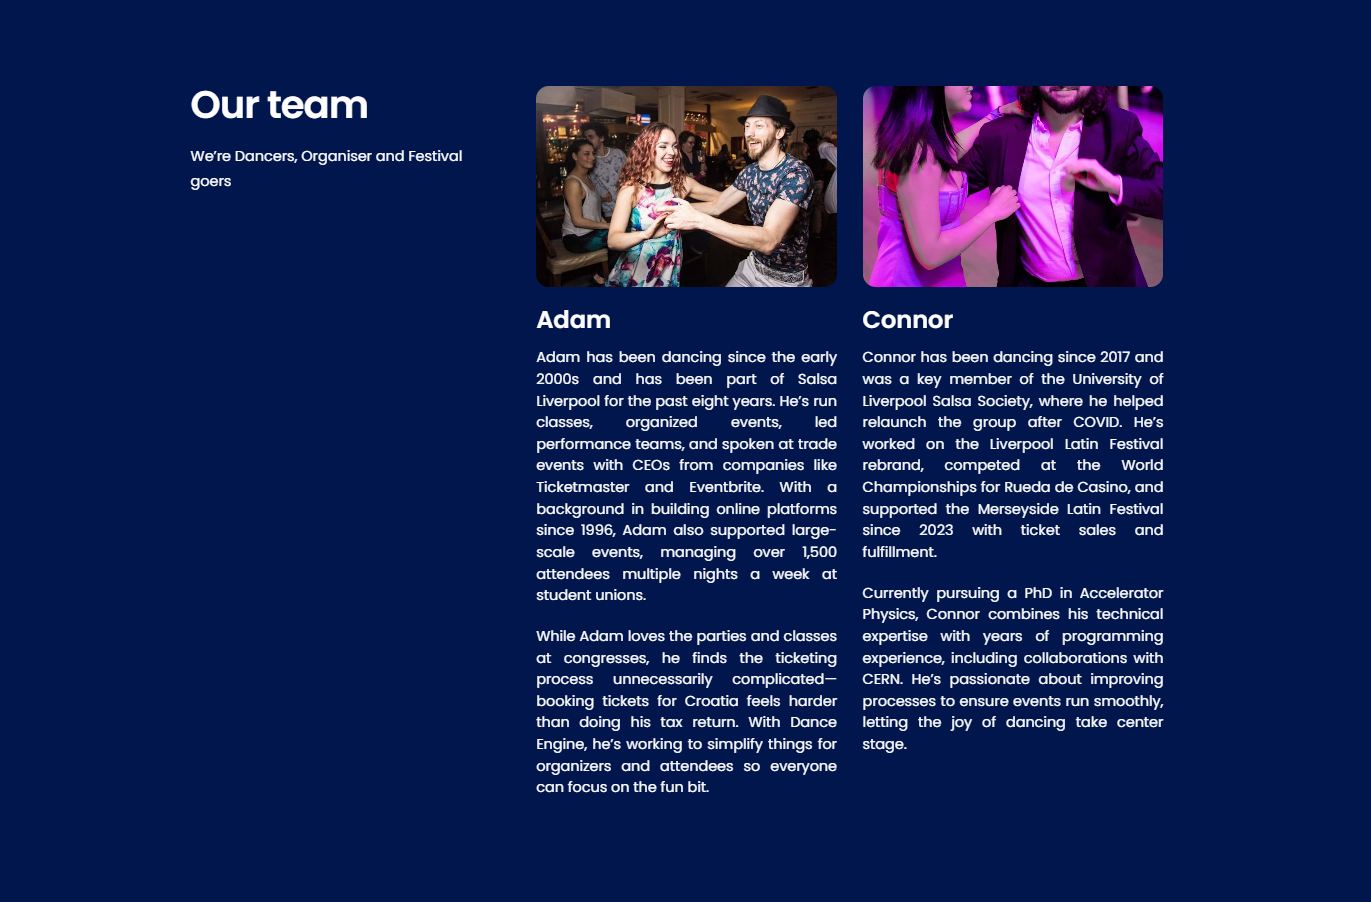 Our team
We’re Dancers, Organiser and Festival
goers
Adam
Adam has been dancing since the early
2000s and has been part of Salsa
Liverpool for the past eight years. He’s run
classes, organized events, led
performance teams, and spoken at trade
events with CEOs from companies like
Ticketmaster and Eventbrite. With a
background in building online platforms
since 1996, Adam also supported large-
scale events, managing over 1,500
attendees multiple nights a week at
student unions.
While Adam loves the parties and classes
at congresses, he finds the ticketing
process unnecessarily complicated—
booking tickets for Croatia feels harder
than doing his tax return. With Dance
Engine, he’s working to simplify things for
organizers and attendees so everyone
can focus on the fun bit.
Connor
Connor has been dancing since 2017 and
was a key member of the University of
Liverpool Salsa Society, where he helped
relaunch the group after COVID. He’s
worked on the Liverpool Latin Festival
rebrand, competed at the World
Championships for Rueda de Casino, and
supported the Merseyside Latin Festival
since 2023 with ticket sales and
fulfillment.
Currently pursuing a PhD in Accelerator
Physics, Connor combines his technical
expertise with years of programming
experience, including collaborations with
CERN. He’s passionate about improving
processes to ensure events run smoothly,
letting the joy of dancing take center
stage.